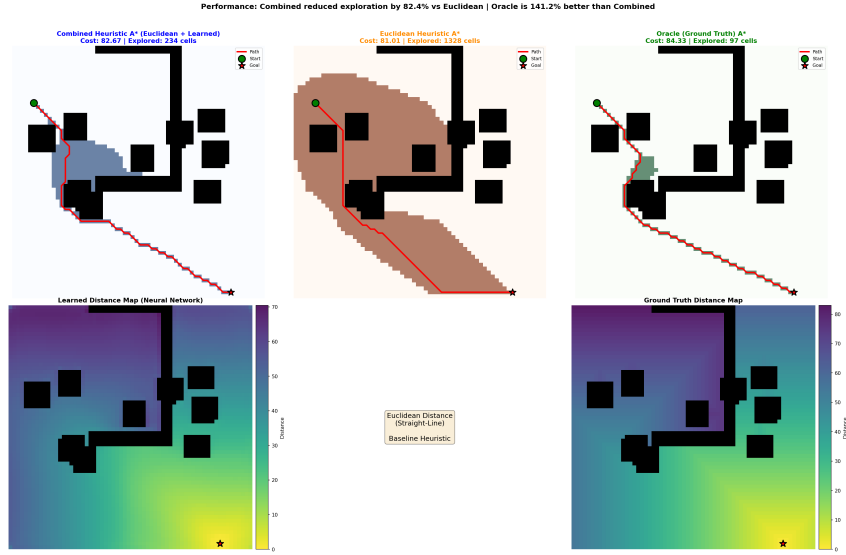 Performance: Combined reduced exploration by 82.4% vs Euclidean | Oracle is 141.2% better than Combined
Combined Heuristic A* (Euclidean + Learned)
Cost: 82.67 | Explored: 234 cells
Path
Start
Goal
Euclidean Heuristic A*
Cost: 81.01 | Explored: 1328 cells
Path
Start
Goal
Oracle (Ground Truth) A*
Cost: 84.33 | Explored: 97 cells
Path
Start
Goal
Learned Distance Map (Neural Network)
70
60
50
40
30
20
10
0
Distance
Euclidean Distance
(Straight-Line)
Baseline Heuristic
Ground Truth Distance Map
80
70
60
50
40
30
20
10
0